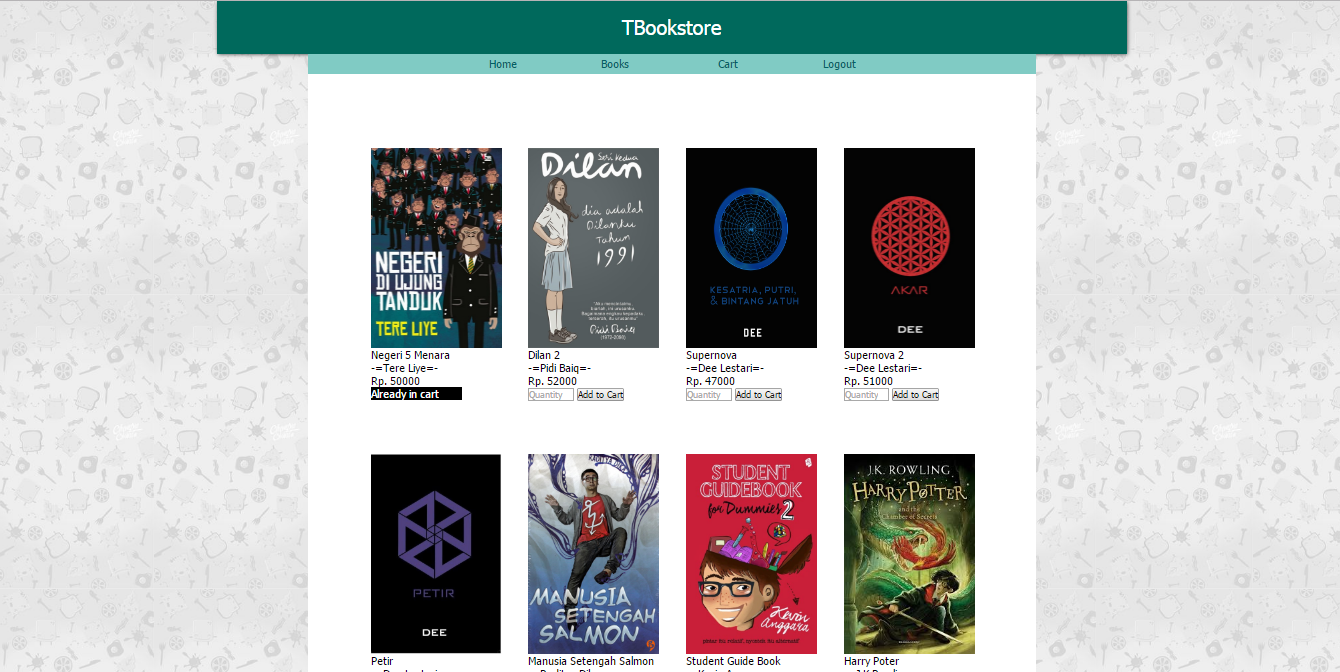 TBookstore
Home Books Cart Logout
NEGERI
DI UJUNG
TANDUK
TERE LIYE
Negeri 5 Menara
-=Tere Liye=-
Rp. 50000
Already in cart
Seri kedua
Dilan
dia adalah
Dilanku
Tahun
1991
Pidi Baiq
(1972-2098)
Dilan 2
-=Pidi Baiq=-
Rp. 52000
Quantity Add to Cart
KESATRIA, PUTRI,
& BINTANG JATUH
DEE
Supernova
-=Dee Lestari=-
Rp. 47000
Quantity Add to Cart
AKAR
DEE
Supernova 2
-=Dee Lestari=-
Rp. 51000
Quantity Add to Cart
PETIR
DEE
Petir
MANUSIA
SETENGAH
SALMON
Manusia Setengah Salmon
STUDENT
GUIDEBOOK
for Dummies
2
Kevin
Anggara
Student Guide Book
J.K. ROWLING
HARRY POTTER
and the
Chamber of Secrets
Harry Poter